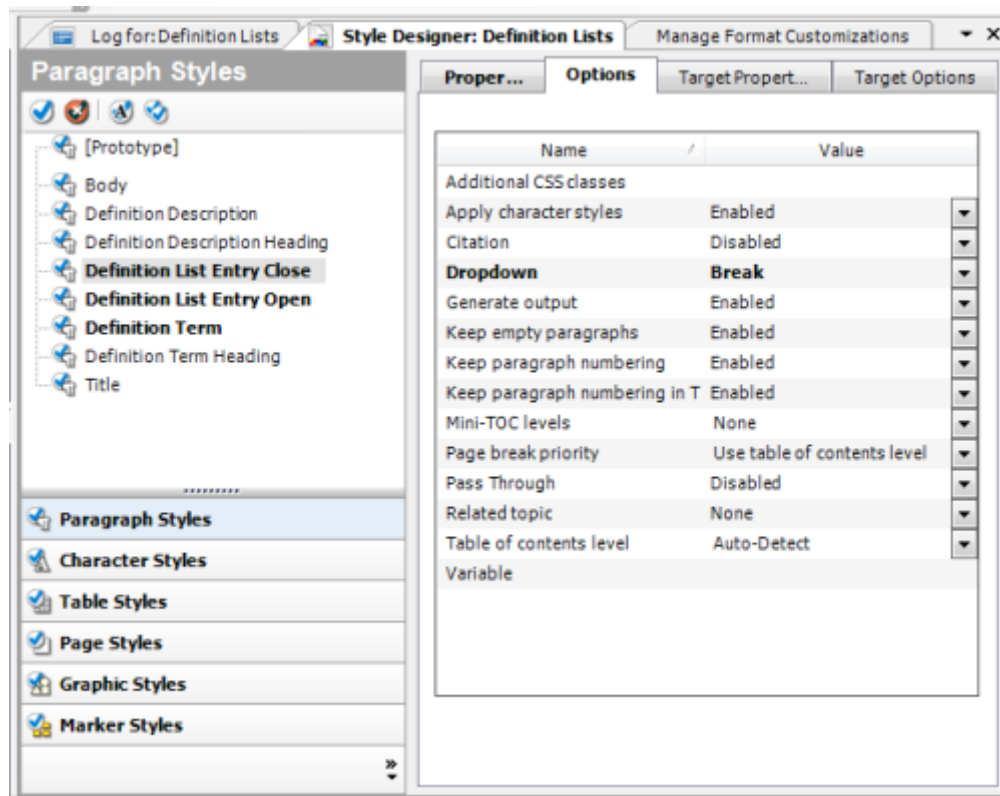 Log for: Definition Lists
Style Designer: Definition Lists
Manage Format Customizations
Paragraph Styles
[Prototype]
Body
Definition Description
Definition Description Heading
Definition List Entry Close
Definition List Entry Open
Definition Term
Definition Term Heading
Title
Paragraph Styles
Character Styles
Table Styles
Page Styles
Graphic Styles
Marker Styles
Proper...
Options
Target Propert...
Target Options
Name Value
Additional CSS classes
Apply character styles Enabled
Citation Disabled
Dropdown Break
Generate output Enabled
Keep empty paragraphs Enabled
Keep paragraph numbering Enabled
Keep paragraph numbering in T Enabled
Mini-TOC levels None
Page break priority Use table of contents level
Pass Through Disabled
Related topic None
Table of contents level Auto-Detect
Variable